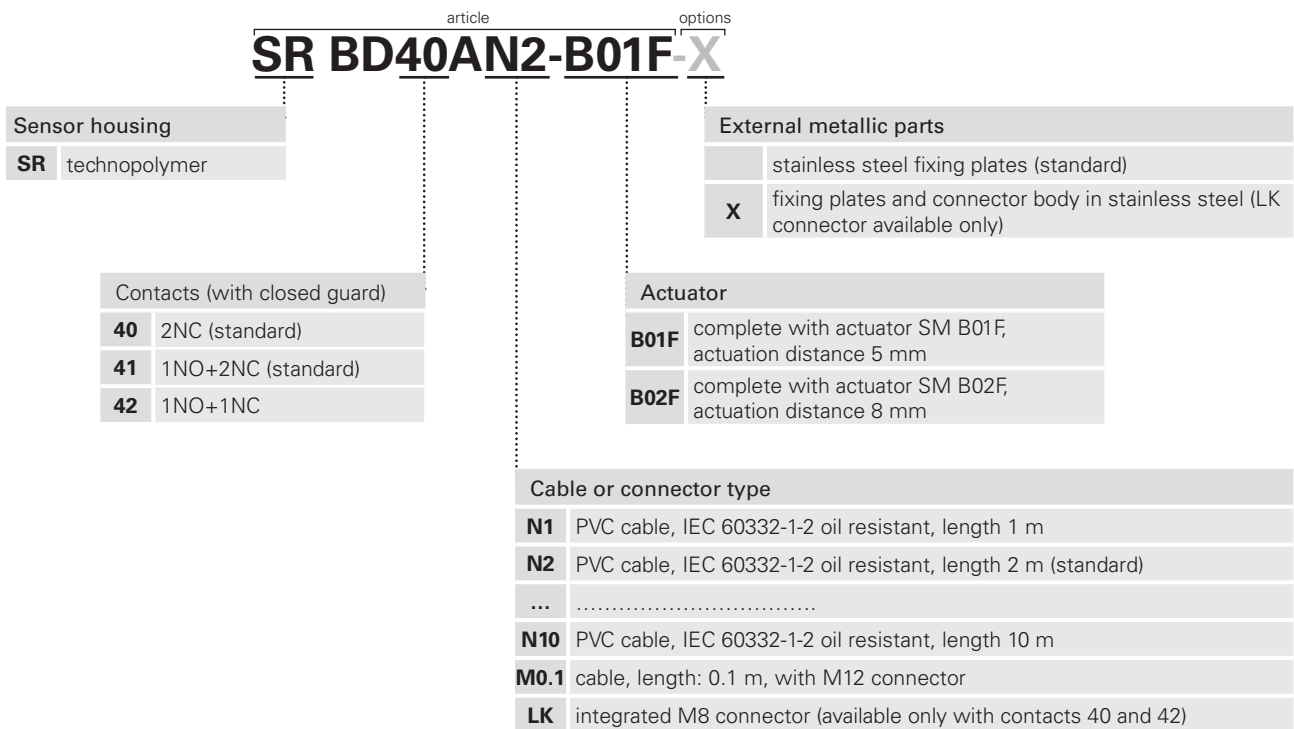 article options
SR BD40AN2-B01F-X
Sensor housing
SR technopolymer
External metallic parts
stainless steel fixing plates (standard)
X fixing plates and connector body in stainless steel (LK
connector available only)
Contacts (with closed guard)
40 2NC (standard)
41 1NO+2NC (standard)
42 1NO+1NC
Actuator
B01F complete with actuator SM B01F,
actuation distance 5 mm
B02F complete with actuator SM B02F,
actuation distance 8 mm
Cable or connector type
N1 PVC cable, IEC 60332-1-2 oil resistant, length 1 m
N2 PVC cable, IEC 60332-1-2 oil resistant, length 2 m (standard)
... ..................................
N10 PVC cable, IEC 60332-1-2 oil resistant, length 10 m
M0.1 cable, length: 0.1 m, with M12 connector
LK integrated M8 connector (available only with contacts 40 and 42)